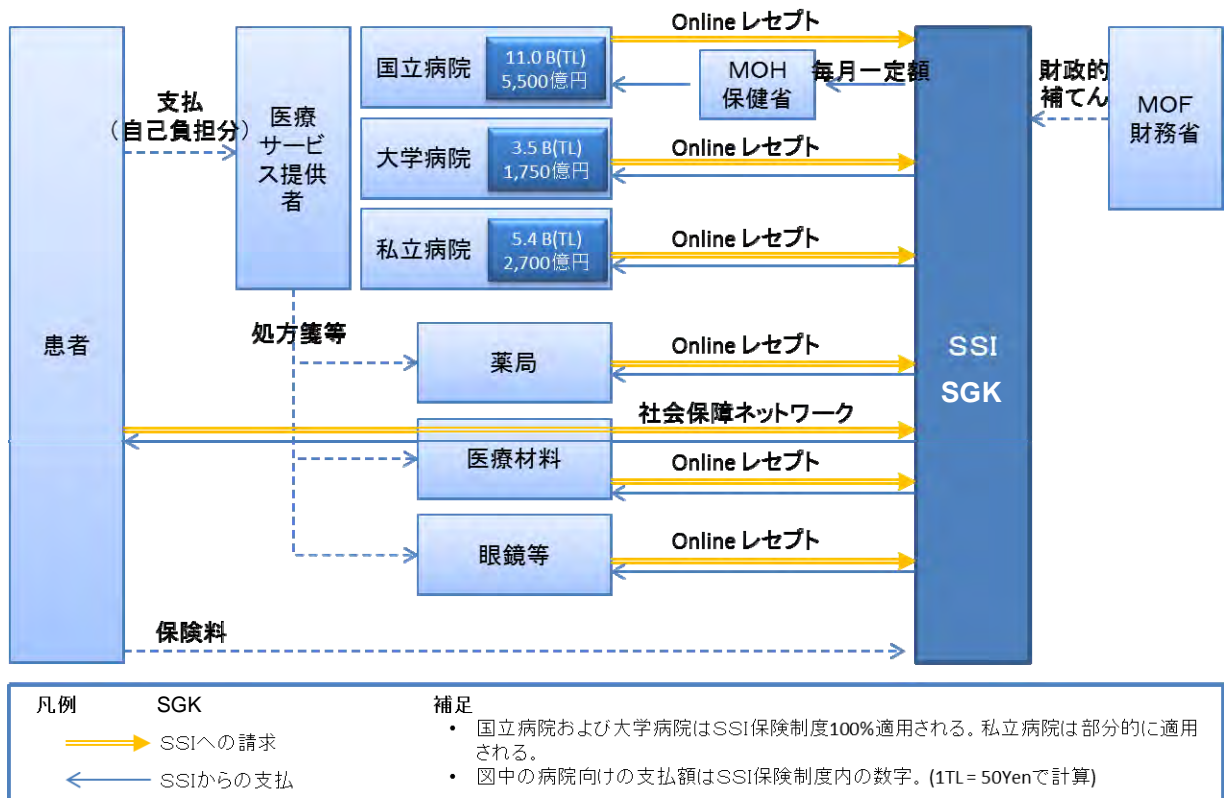 Online レセプト
国立病院
11.0 B(TL)
5,500億円
MOH
保健省
毎月一定額
財政的
補てん
MOF
財務省
支払
(自己負担分)
医療
サービ
ス提供
者
大学病院
3.5 B(TL)
1,750億円
Online レセプト
私立病院
5.4 B(TL)
2,700億円
Online レセプト
患者
処方箋等
薬局
Online レセプト
SSI
SGK
社会保障ネットワーク
医療材料
Online レセプト
眼鏡等
Online レセプト
保険料
凡例
SGK
SSIへの請求
SSIからの支払
補足
• 国立病院および大学病院はSSI保険制度100%適用される。私立病院は部分的に適用
される。
• 図中の病院向けの支払額はSSI保険制度内の数字。(1TL = 50Yenで計算)